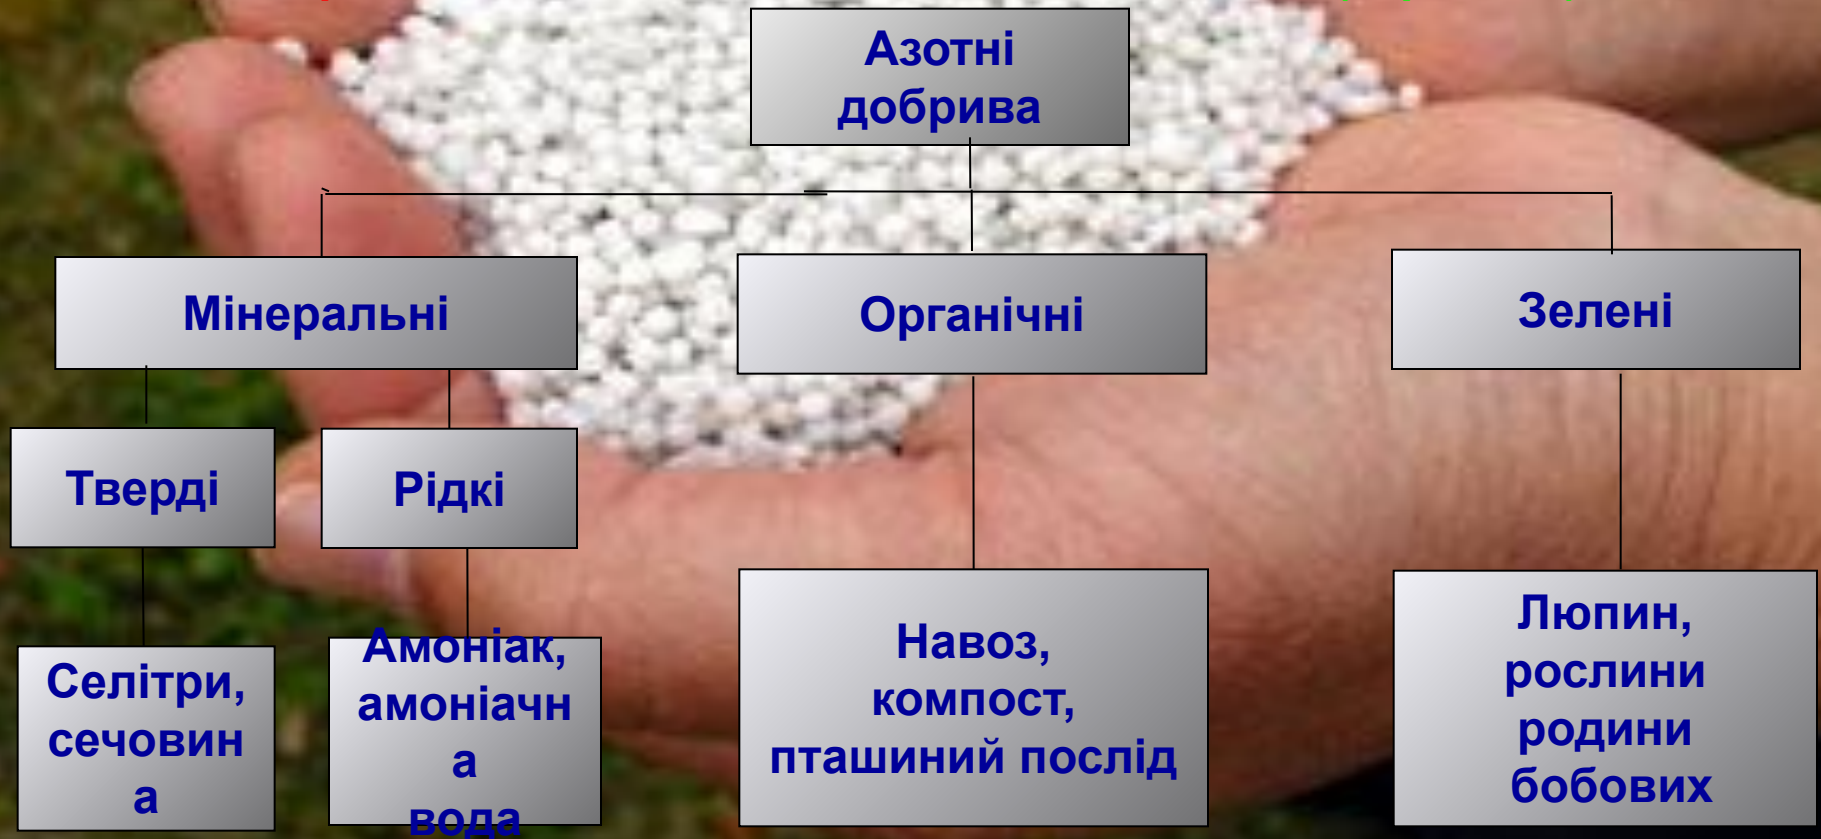 Азотні
добрива
Мінеральні
Органічні
Зелені
Тверді
Рідкі
Селітри,
сечовин
а
Амоніак,
амоніачн
а
вода
Навоз,
компост,
пташиний послід
Люпин,
рослини
родини
бобових